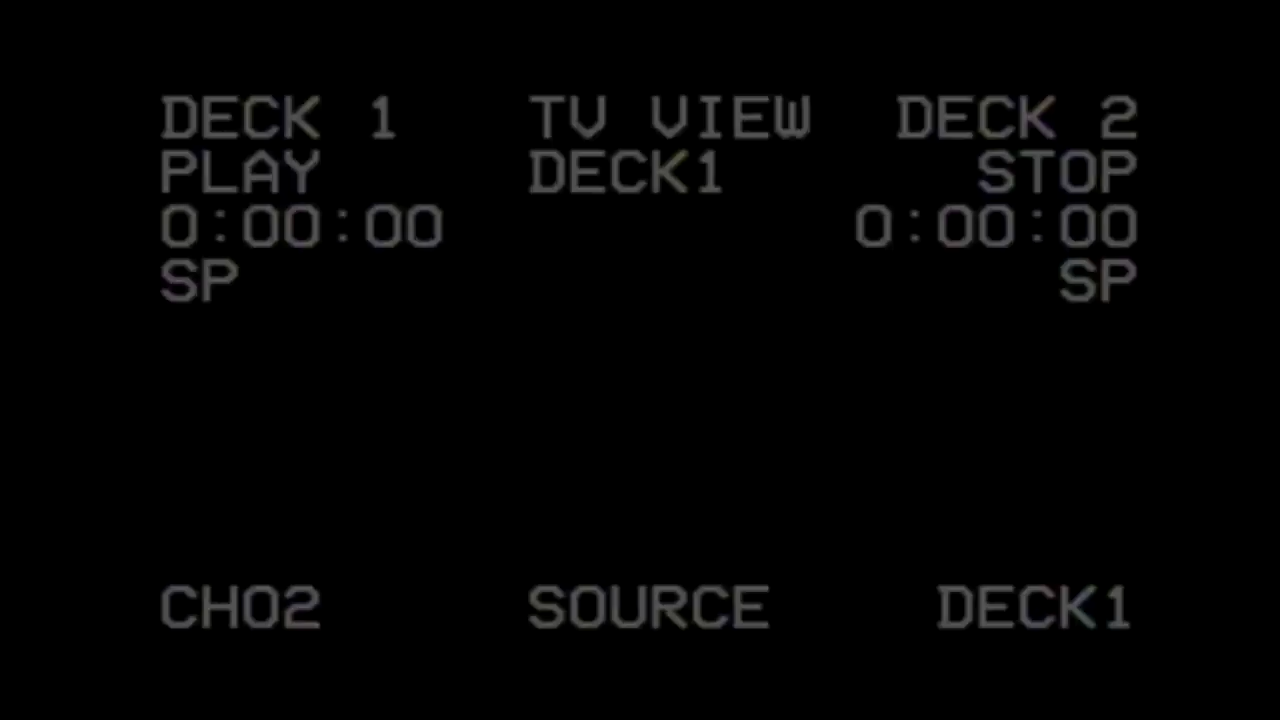 DECK 1 TV VIEW DECK 2
PLAY DECK1 STOP
0:00:00 0:00:00
SP SP
CH02 SOURCE DECK1